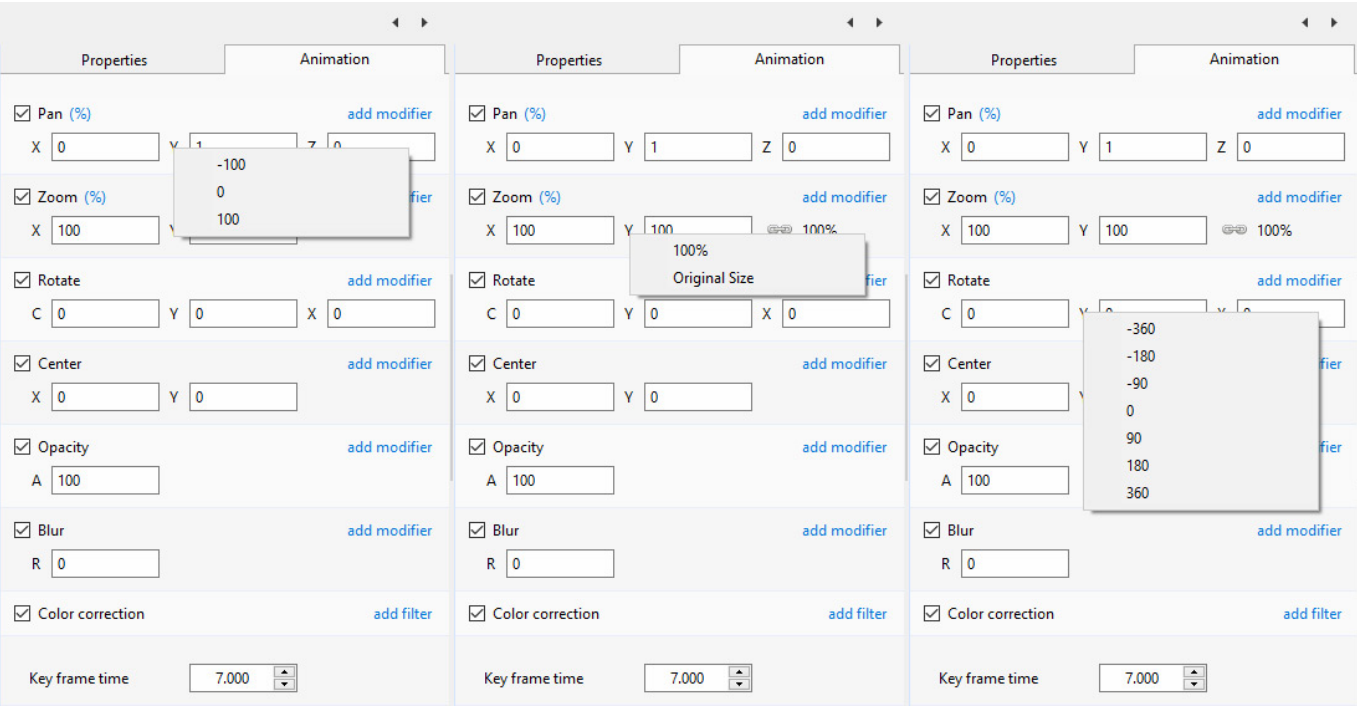 Properties Animation
Pan (%) add modifier
X 0 Y 1 Z 0
-100
0
100
Zoom (%)
X 100
Rotate add modifier
C 0 Y 0 X 0
Center add modifier
X 0 Y 0
Opacity add modifier
A 100
Blur add modifier
R 0
Color correction add filter
Key frame time 7.000
Properties Animation
Pan (%) add modifier
X 0 Y 1 Z 0
Zoom (%) add modifier
X 100 Y 100 100%
100%
Original Size
Rotate
C 0 Y 0 X 0
Center add modifier
X 0 Y 0
Opacity add modifier
A 100
Blur add modifier
R 0
Color correction add filter
Key frame time 7.000
Properties Animation
Pan (%) add modifier
X 0 Y 1 Z 0
Zoom (%) add modifier
X 100 Y 100 100%
Rotate add modifier
C 0
-360
-180
-90
0
90
180
360
Center
X 0
Opacity
A 100
Blur add modifier
R 0
Color correction add filter
Key frame time 7.000